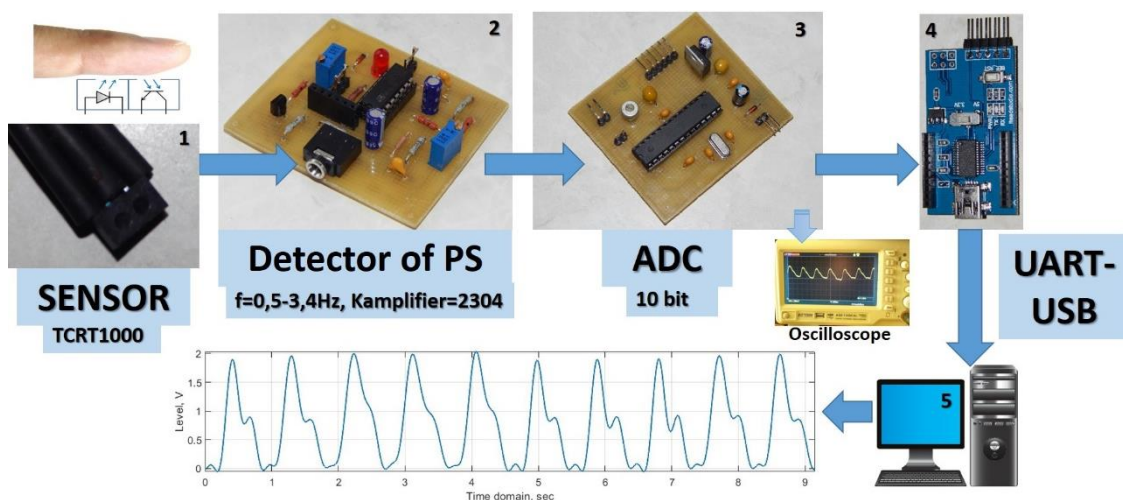 1
2
3
4
SENSOR
TCRT1000
Detector of PS
f=0,5-3,4Hz, Kamplifier=2304
ADC
10 bit
Oscilloscope
UART-
USB
5
Level, V
2
1.5
1
0.5
0
0 1 2 3 4 5 6 7 8 9
Time domain, sec